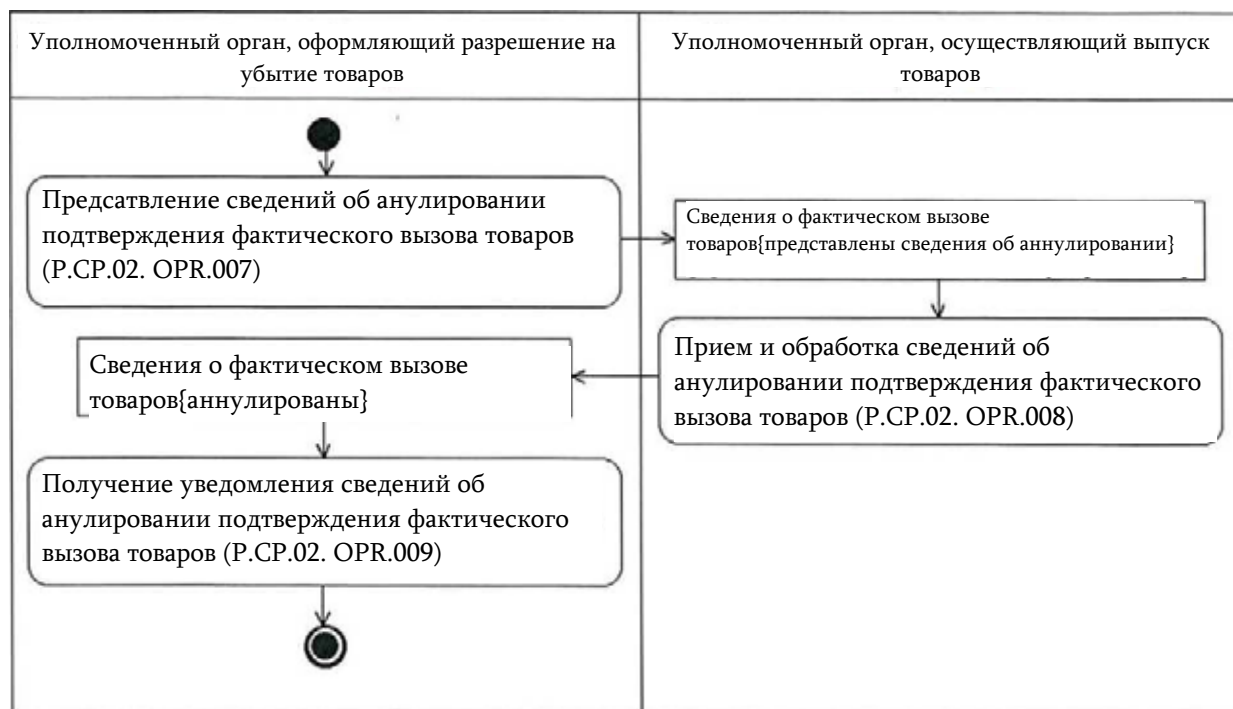 Уполномоченный орган, оформляющий разрешение на
убытие товаров
Уполномоченный орган, осуществляющий выпуск
товаров
Предсатвление сведений об анулировании
подтверждения фактического вызова товаров
(P.CP.02. OPR.007)
Сведения о фактическом вызове
товаров{представлены сведения об аннулировании}
Прием и обработка сведений об
анулировании подтверждения фактического
вызова товаров (P.CP.02. OPR.008)
Сведения о фактическом вызове
товаров{аннулированы}
Получение уведомления сведений об
анулировании подтверждения фактического
вызова товаров (P.CP.02. OPR.009)